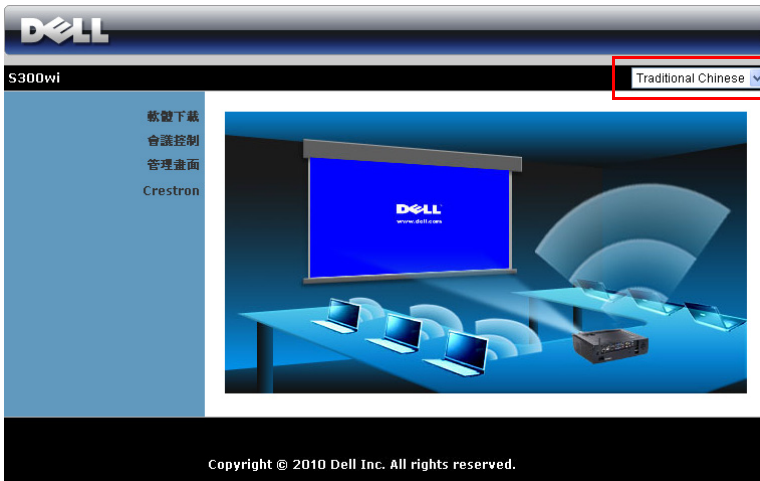 DELL
S300wi
Traditional Chinese
軟體下載
會議控制
管理畫面
Crestron
DELL
www.dell.com
Copyright © 2010 Dell Inc. All rights reserved.